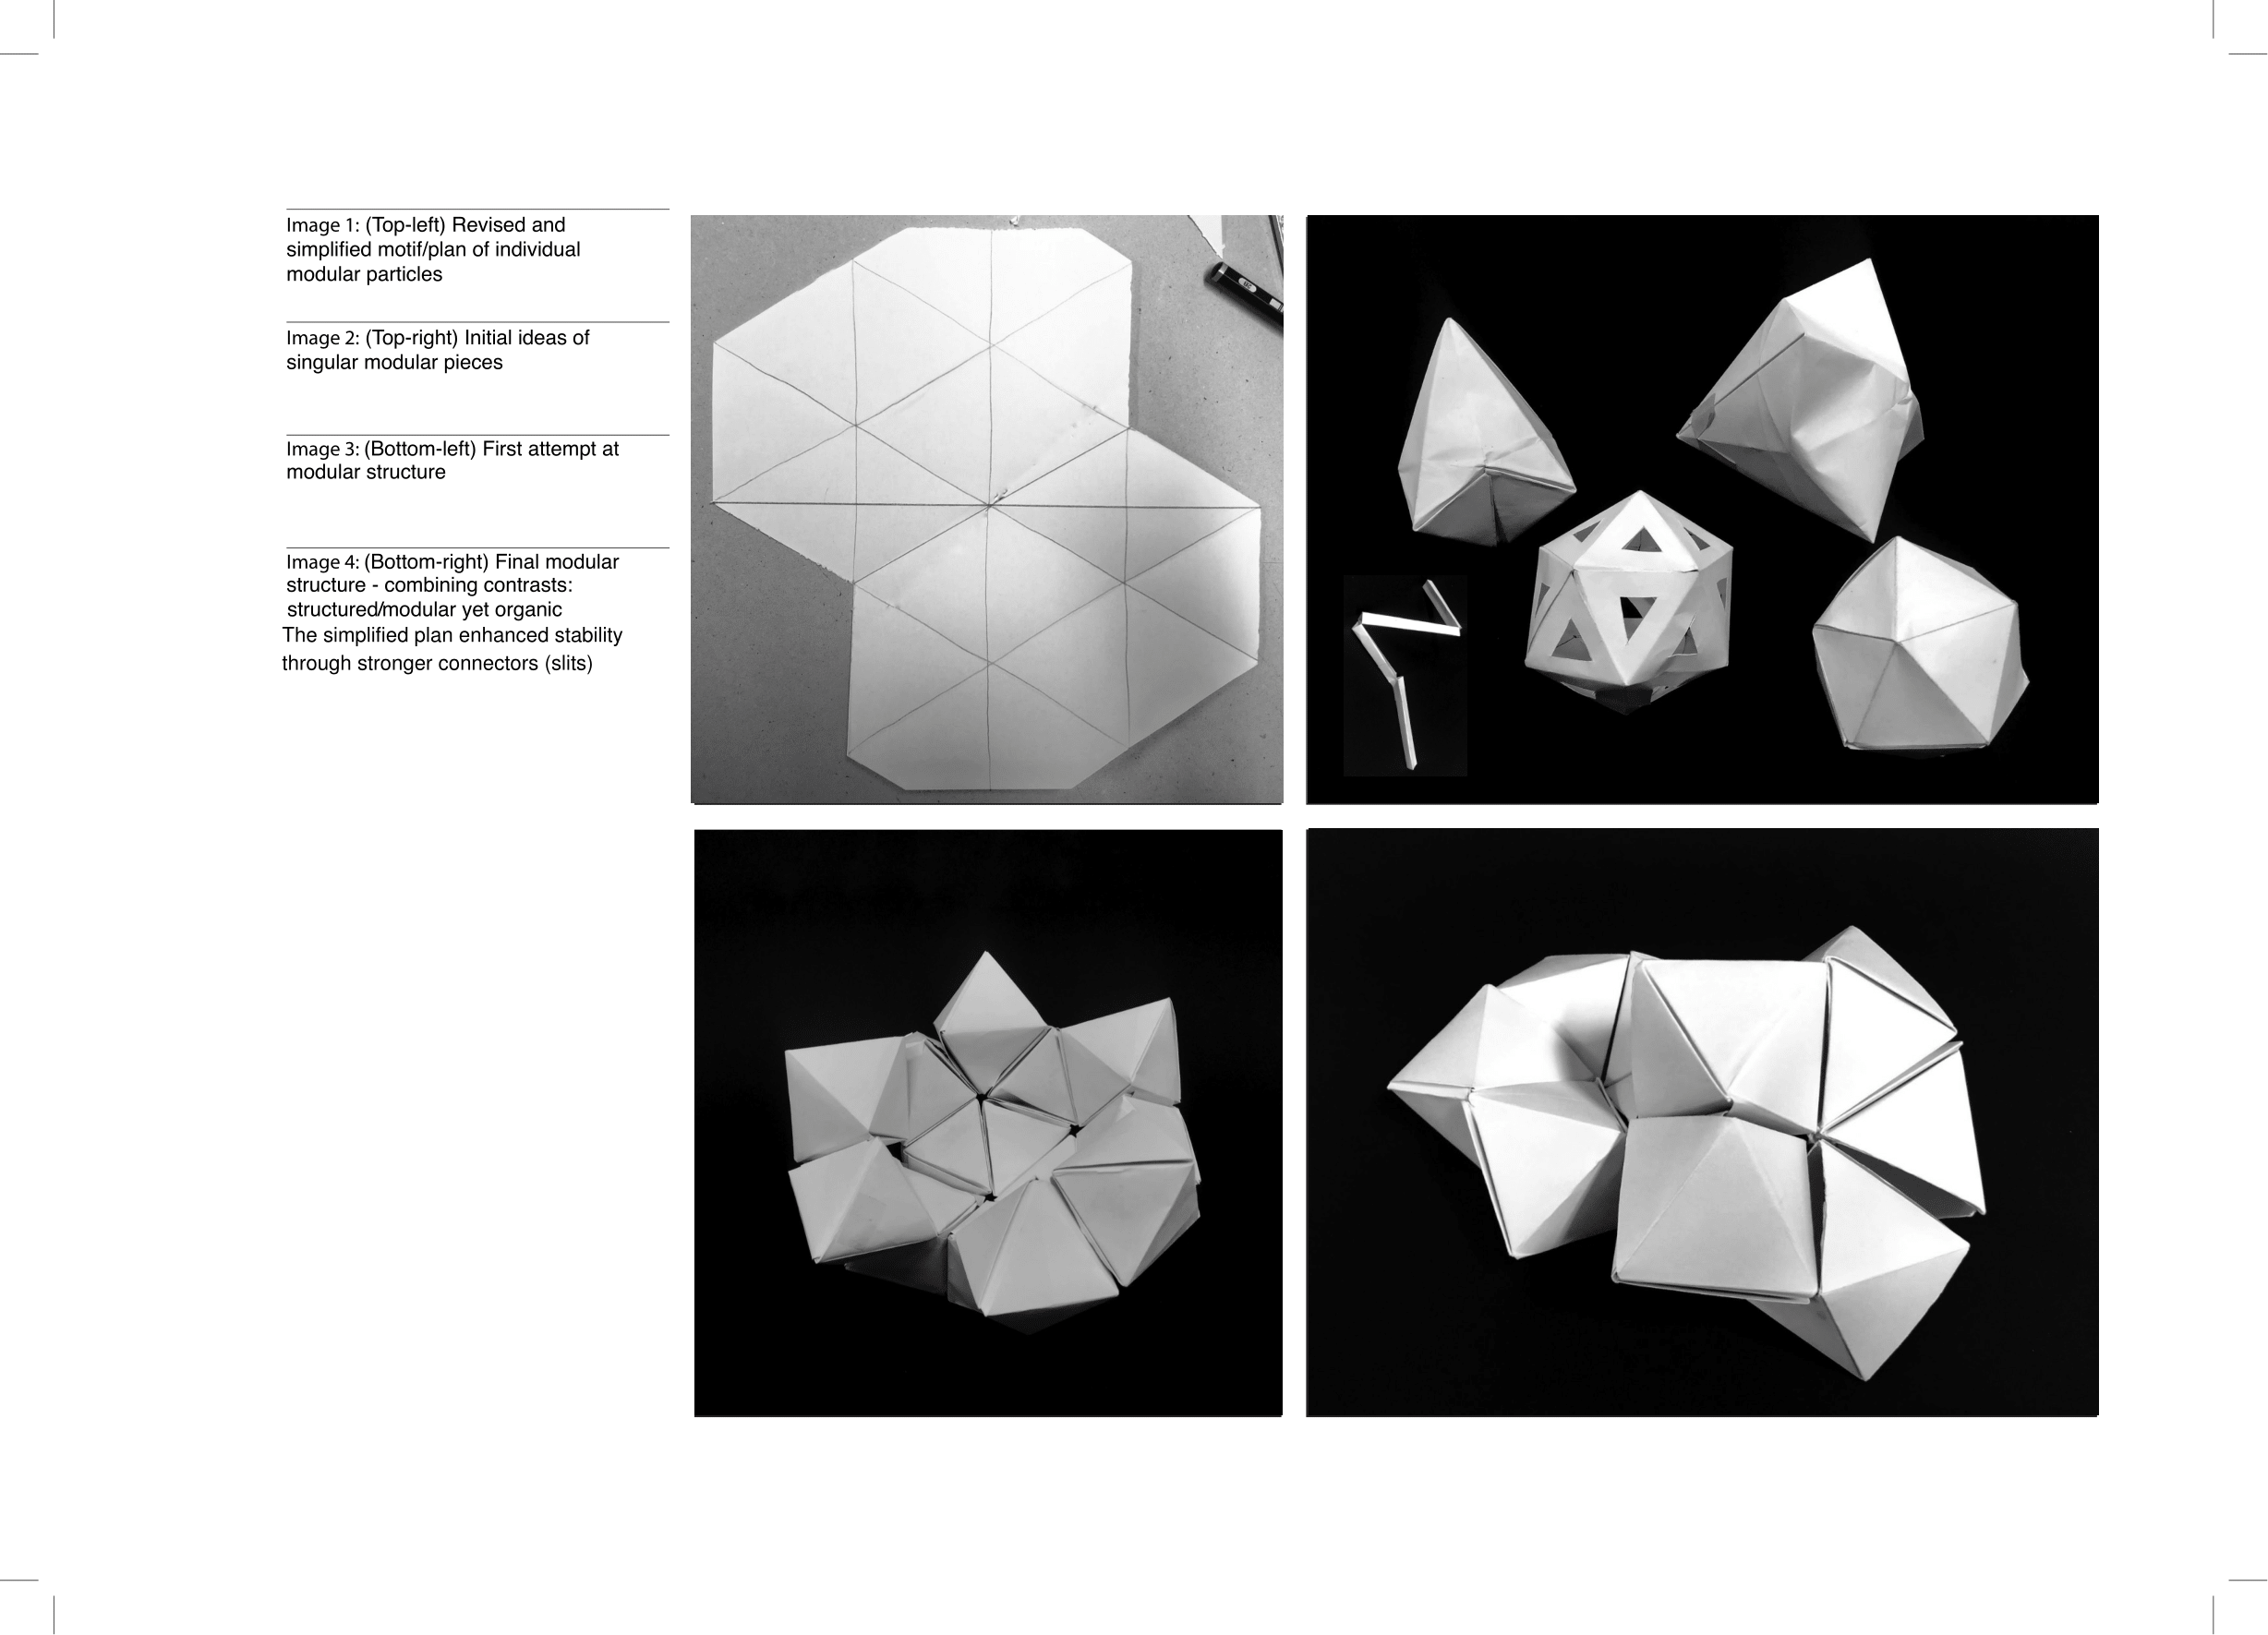 Image 1: (Top-left) Revised and
simplified motif/plan of individual
modular particles
Image 2: (Top-right) Initial ideas of
singular modular pieces
Image 3: (Bottom-left) First attempt at
modular structure
Image 4: (Bottom-right) Final modular
structure - combining contrasts:
structured/modular yet organic
The simplified plan enhanced stability
through stronger connectors (slits)